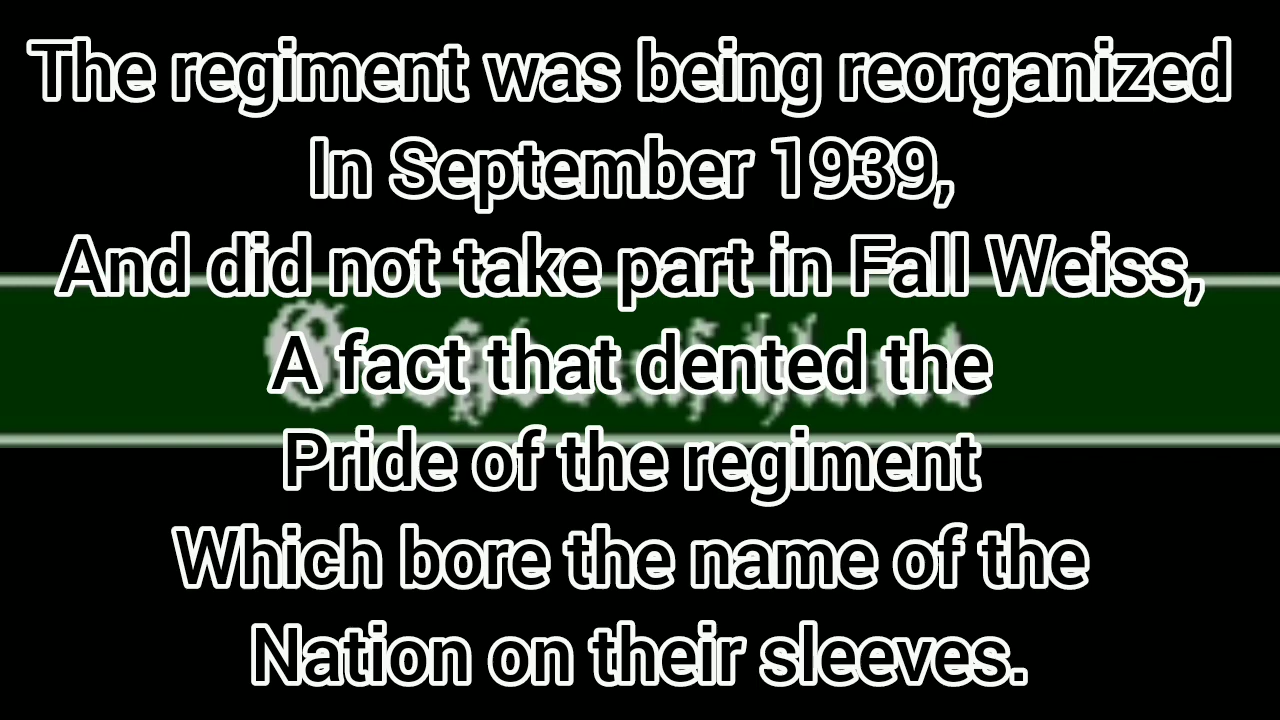 The regiment was being reorganized
In September 1939,
And did not take part in Fall Weiss,
A fact that dented the
Pride of the regiment
Which bore the name of the
Nation on their sleeves.